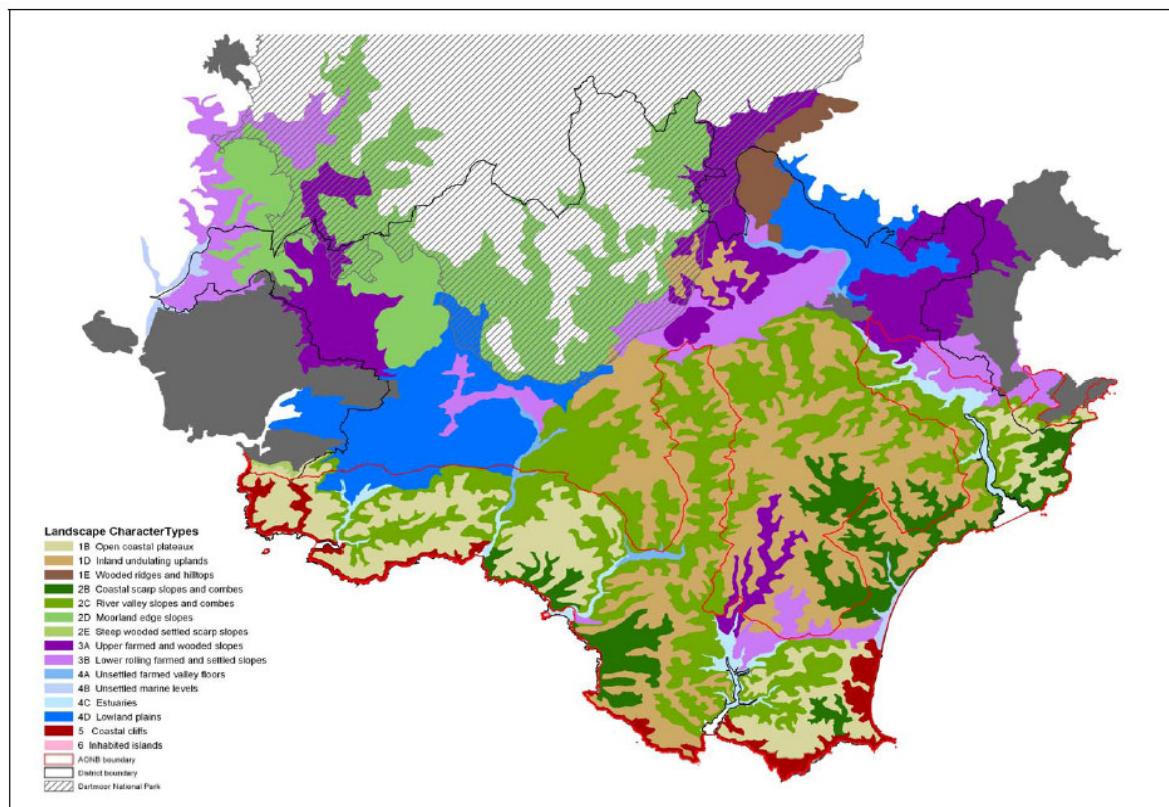 Landscape CharacterTypes
1B Open coastal plateaux
1D Inland undulating uplands
1E Wooded ridges and hilltops
2B Coastal scarp slopes and combes
2C River valley slopes and combes
2D Moorland edge slopes
2E Steep wooded settled scarp slopes
3A Upper farmed and wooded slopes
3B Lower rolling farmed and settled slopes
4A Unsettled farmed valley floors
4B Unsettled marine levels
4C Estuaries
4D Lowland plains
5 Coastal cliffs
6 Inhabited islands
AONB boundary
District boundary
Dartmoor National Park